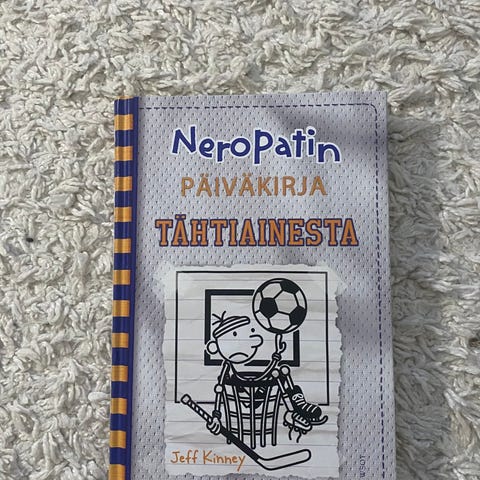 Neropatin
PÄIVÄKIRJA
TÄHTIAINESTA
Jeff Kinney